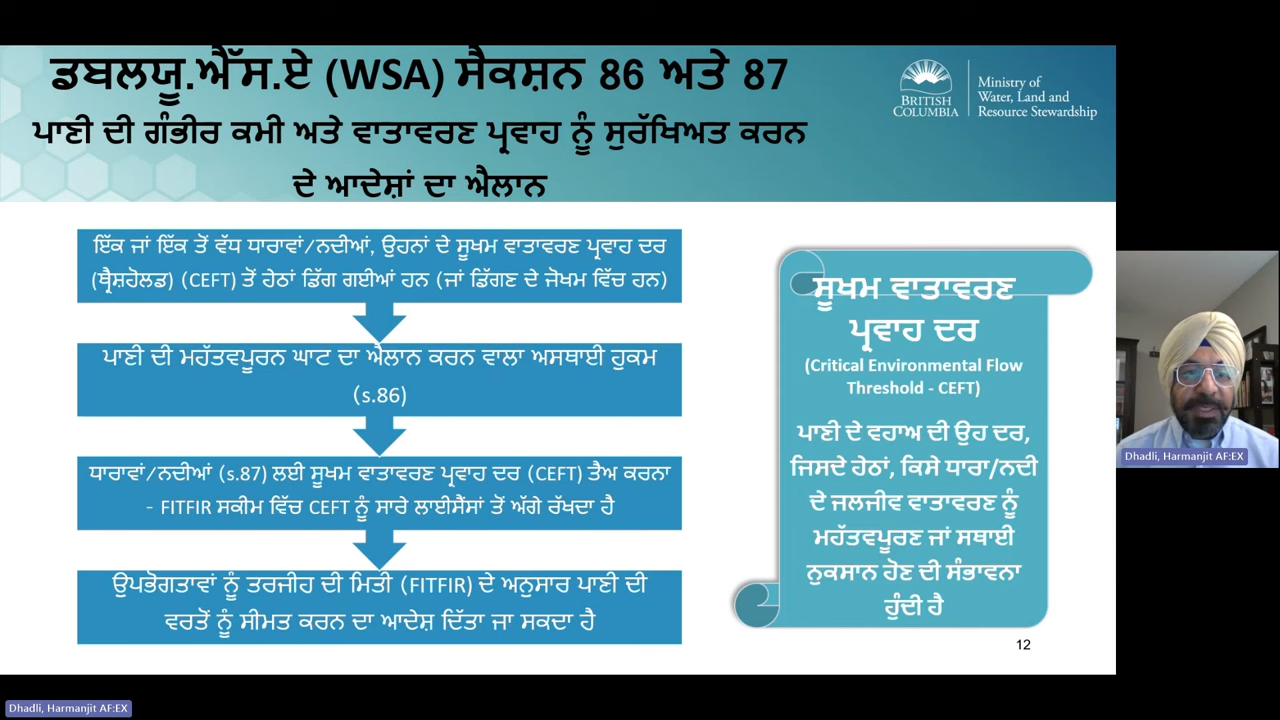 ਡਬਲਯੂ.ਐੱਸ.ਏ (WSA) ਸੈਕਸ਼ਨ 86 ਅਤੇ 87
ਪਾਣੀ ਦੀ ਗੰਭੀਰ ਕਮੀ ਅਤੇ ਵਾਤਾਵਰਣ ਪ੍ਰਵਾਹ ਨੂੰ ਸੁਰੱਖਿਅਤ ਕਰਨ
ਦੇ ਆਦੇਸ਼ਾਂ ਦਾ ਐਲਾਨ
BRITISH
COLUMBIA
Ministry of
Water, Land and
Resource Stewardship
ਇੱਕ ਜਾਂ ਇੱਕ ਤੋਂ ਵੱਧ ਧਾਰਾਵਾਂ/ਨਦੀਆਂ, ਉਹਨਾਂ ਦੇ ਸੂਖਮ ਵਾਤਾਵਰਣ ਪ੍ਰਵਾਹ ਦਰ
(ਥ੍ਰੈਸ਼ਹੋਲਡ) (CEFT) ਤੋਂ ਹੇਠਾਂ ਡਿੱਗ ਗਈਆਂ ਹਨ (ਜਾਂ ਡਿੱਗਣ ਦੇ ਜੋਖਮ ਵਿੱਚ ਹਨ)
ਪਾਣੀ ਦੀ ਮਹੱਤਵਪੂਰਨ ਘਾਟ ਦਾ ਐਲਾਨ ਕਰਨ ਵਾਲਾ ਅਸਥਾਈ ਹੁਕਮ
(s.86)
ਧਾਰਾਵਾਂ/ਨਦੀਆਂ (s.87) ਲਈ ਸੂਖਮ ਵਾਤਾਵਰਣ ਪ੍ਰਵਾਹ ਦਰ (CEFT) ਤੈਅ ਕਰਨਾ
- FITFIR ਸਕੀਮ ਵਿੱਚ CEFT ਨੂੰ ਸਾਰੇ ਲਾਈਸੈਂਸਾਂ ਤੋਂ ਅੱਗੇ ਰੱਖਦਾ ਹੈ
ਉਪਭੋਗਤਾਵਾਂ ਨੂੰ ਤਰਜੀਹ ਦੀ ਮਿਤੀ (FITFIR) ਦੇ ਅਨੁਸਾਰ ਪਾਣੀ ਦੀ
ਵਰਤੋਂ ਨੂੰ ਸੀਮਤ ਕਰਨ ਦਾ ਆਦੇਸ਼ ਦਿੱਤਾ ਜਾ ਸਕਦਾ ਹੈ
ਸੂਖਮ ਵਾਤਾਵਰਣ
ਪ੍ਰਵਾਹ ਦਰ
(Critical Environmental Flow
Threshold - CEFT)
ਪਾਣੀ ਦੇ ਵਹਾਅ ਦੀ ਉਹ ਦਰ,
ਜਿਸਦੇ ਹੇਠਾਂ, ਕਿਸੇ ਧਾਰਾ/ਨਦੀ
ਦੇ ਜਲਜੀਵ ਵਾਤਾਵਰਣ ਨੂੰ
ਮਹੱਤਵਪੂਰਣ ਜਾਂ ਸਥਾਈ
ਨੁਕਸਾਨ ਹੋਣ ਦੀ ਸੰਭਾਵਨਾ
ਹੁੰਦੀ ਹੈ
12
Dhadli, Harmanjit AF:EX
Dhadli, Harmanjit AF:EX